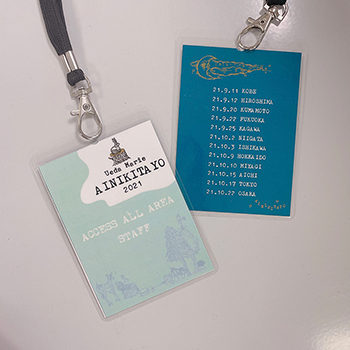 Ueda Marie
AINIKITAYO
2021
ACCESS ALL AREA
STAFF
21.9.11 KOBE
21.9.12 HIROSHIMA
21.9.20 KUMAMOTO
21.9.22 FUKUOKA
21.9.25 KAGAWA
21.10.2 NIIGATA
21.10.3 ISHIKAWA
21.10.9 HOKKAIDO
21.10.10 MIYAGI
21.10.15 AICHI
21.10.17 TOKYO
21.10.22 OSAKA